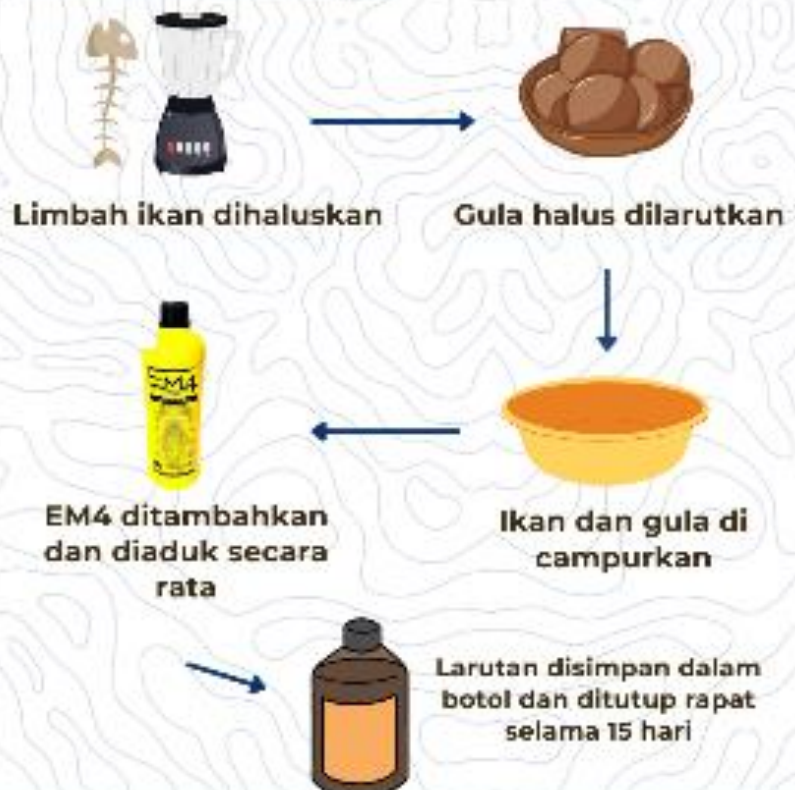 Limbah ikan dihaluskan
Gula halus dilarutkan
Ikan dan gula di
campurkan
EM4
EM4 ditambahkan
dan diaduk secara
rata
Larutan disimpan dalam
botol dan ditutup rapat
selama 15 hari